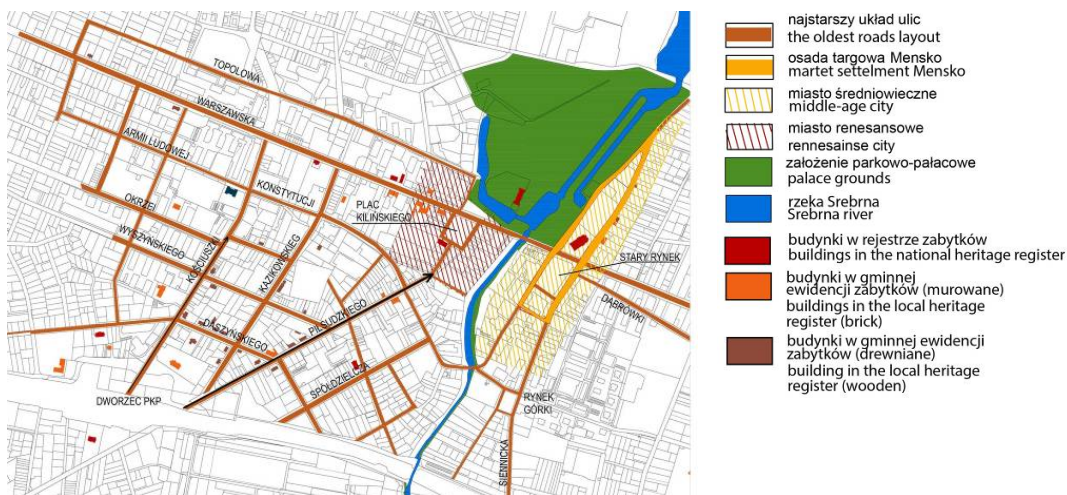 TOPOLOWA
WARSZAWSKA
ARMII LUDOWEJ
KONSTYTUCJI
PLAC
KILIŃSKIEGO
OKRZEI
WYSZYŃSKIEGO
KOŚCIUSZKI
KAZIKOWSKIEG
STARY RYNEK
DĄBRÓWKI
PIŁSUDZKIEGO
DASZYŃSKIEGO
SPÓŁDZIELCZA
DWORZEC PKP
RYNEK
GÓRKI
SIENNICKA
najstarszy układ ulic
the oldest roads layout
osada targowa Mensko
martet settelment Mensko
miasto średniowieczne
middle-age city
miasto renesansowe
rennesainse city
założenie parkowo-pałacowe
palace grounds
rzeka Srebrna
Srebrna river
budynki w rejestrze zabytków
buildings in the national heritage register
budynki w gminnej
ewidencji zabytków (murowane)
buildings in the local heritage
register (brick)
budynki w gminnej ewidencji
zabytków (drewniane)
building in the local heritage
register (wooden)